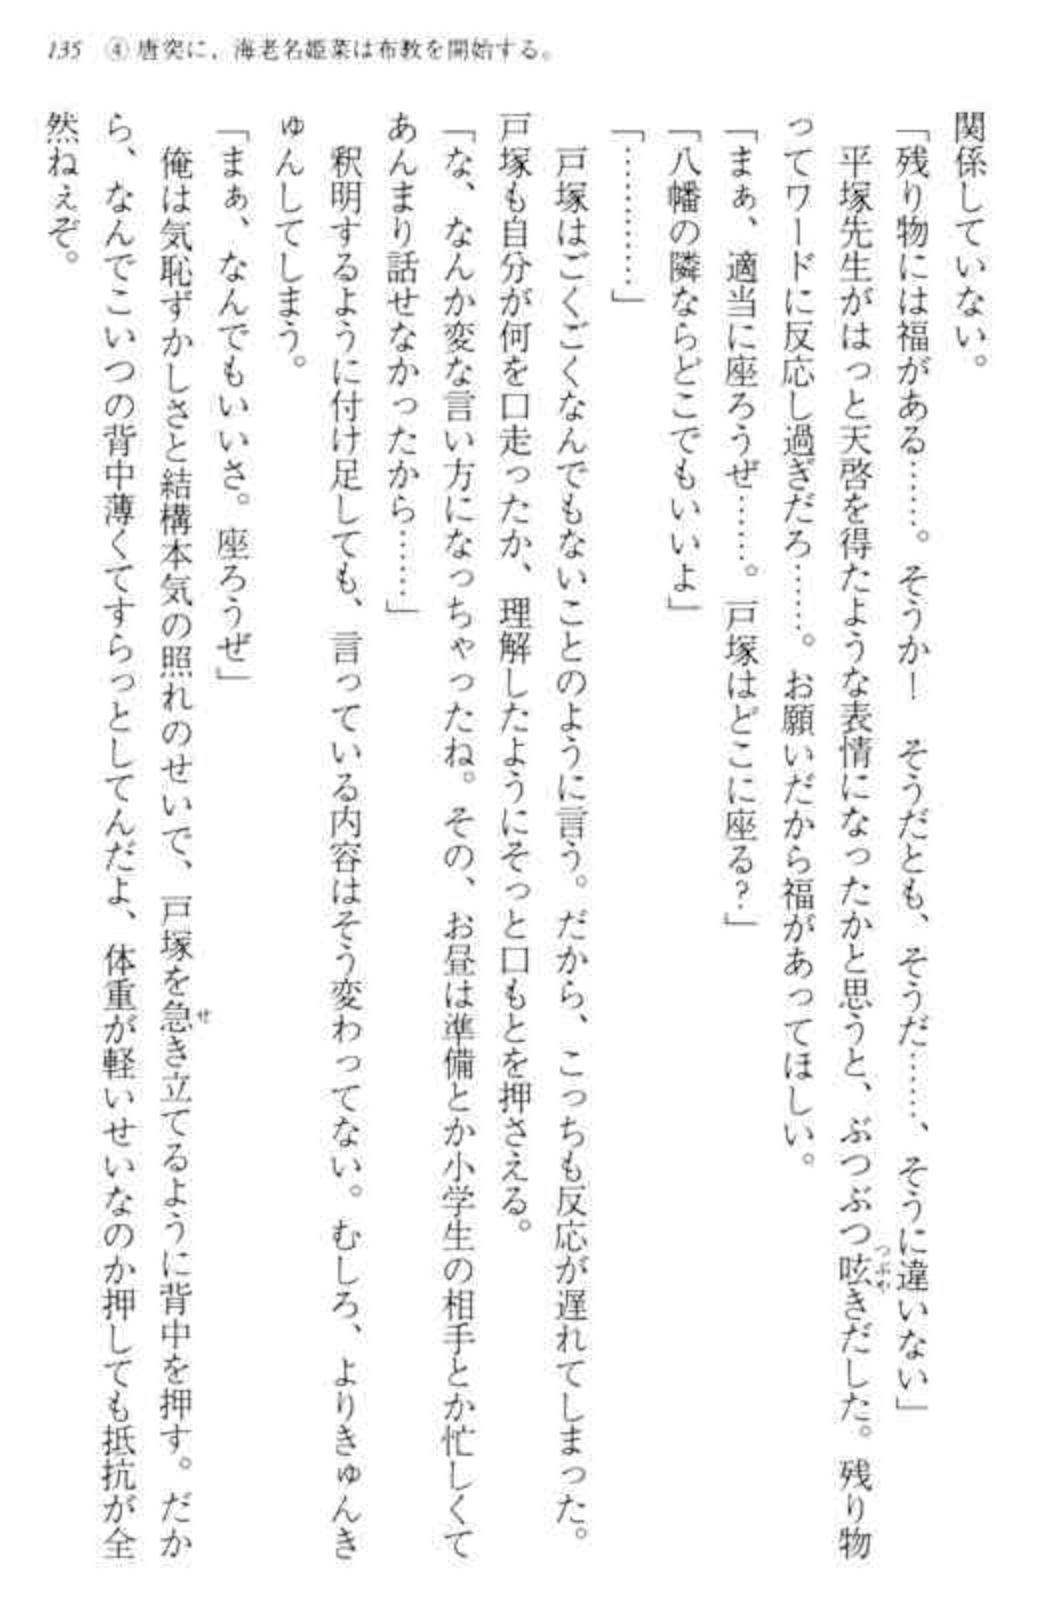 135　④唐突に、海老名姫菜は布教を開始する。
関係していない。
「残り物には福がある……。そうか！　そうだとも、そうだ……、そうに違いない」
平塚先生がはっと天啓を得たような表情になったかと思うと、ぶつぶつ呟きだした。残り物
ってワードに反応し過ぎだろ……。お願いだから福があってほしい。
「まぁ、適当に座ろうぜ……。戸塚はどこに座る？」
「八幡の隣ならどこでもいいよ」
「…………」
戸塚はごくごくなんでもないことのように言う。だから、こっちも反応が遅れてしまった。
戸塚も自分が何を口走ったか、理解したようにそっと口もとを押さえる。
「な、なんか変な言い方になっちゃったね。その、お昼は準備とか小学生の相手とか忙しくて
あんまり話せなかったから……」
釈明するように付け足しても、言っている内容はそう変わってない。むしろ、よりきゅんき
ゅんしてしまう。
「まぁ、なんでもいいさ。座ろうぜ」
俺は気恥ずかしさと結構本気の照れのせいで、戸塚を急き立てるように背中を押す。だか
ら、なんでこいつの背中薄くてすらっとしてんだよ、体重が軽いせいなのか押しても抵抗が全
然ねぇぞ。